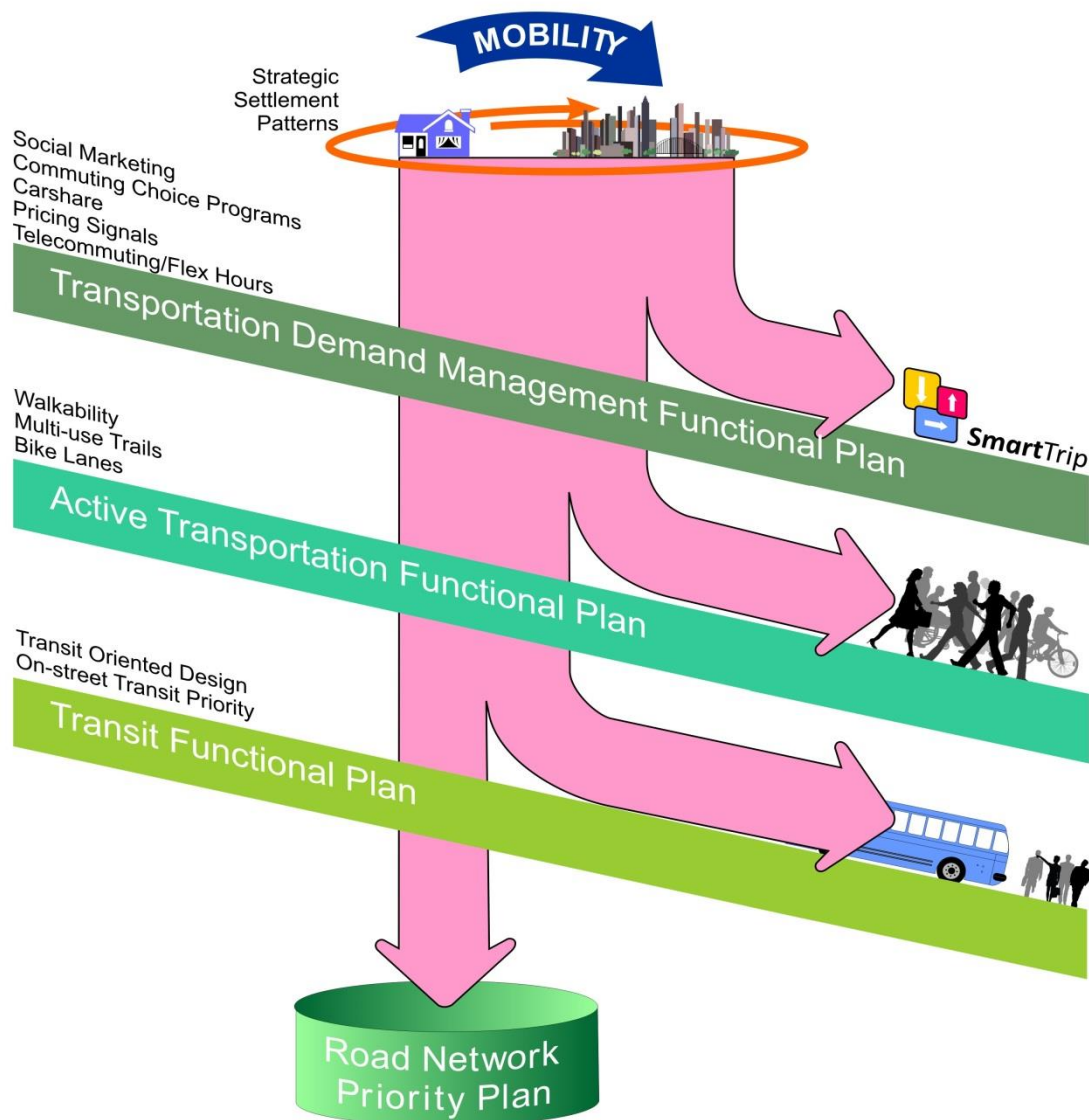 MOBILITY
Strategic
Settlement
Patterns
Social Marketing
Commuting Choice Programs
Carshare
Pricing Signals
Telecommuting/Flex Hours
Transportation Demand Management Functional Plan
SmartTrip
Walkability
Multi-use Trails
Bike Lanes
Active Transportation Functional Plan
Transit Oriented Design
On-street Transit Priority
Transit Functional Plan
Road Network
Priority Plan